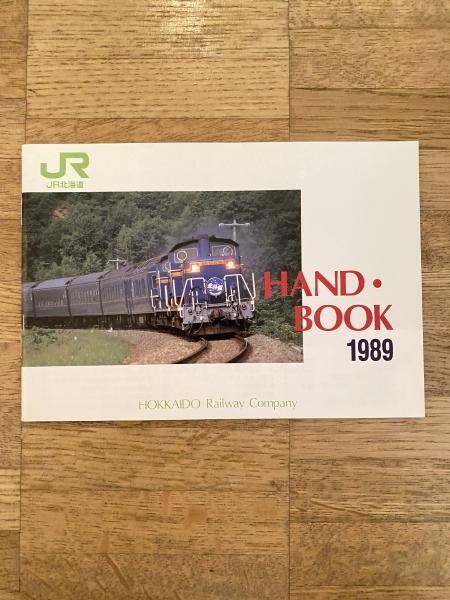 JR
JR北海道
HAND・
BOOK
1989
HOKKAIDO Railway Company